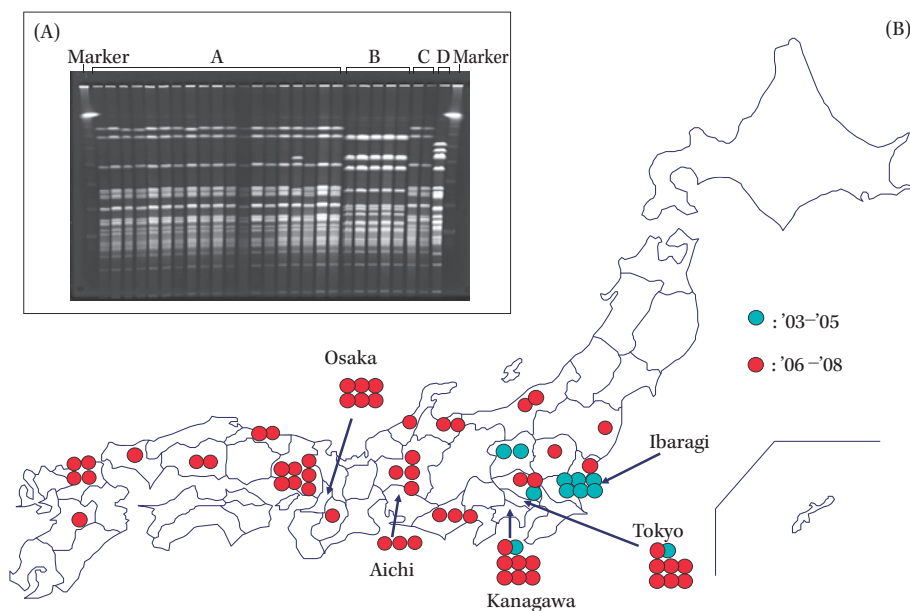 (A)
(B)
Marker A B C D Marker
: '03–'05
: '06–'08
Osaka
Ibaragi
Aichi
Tokyo
Kanagawa